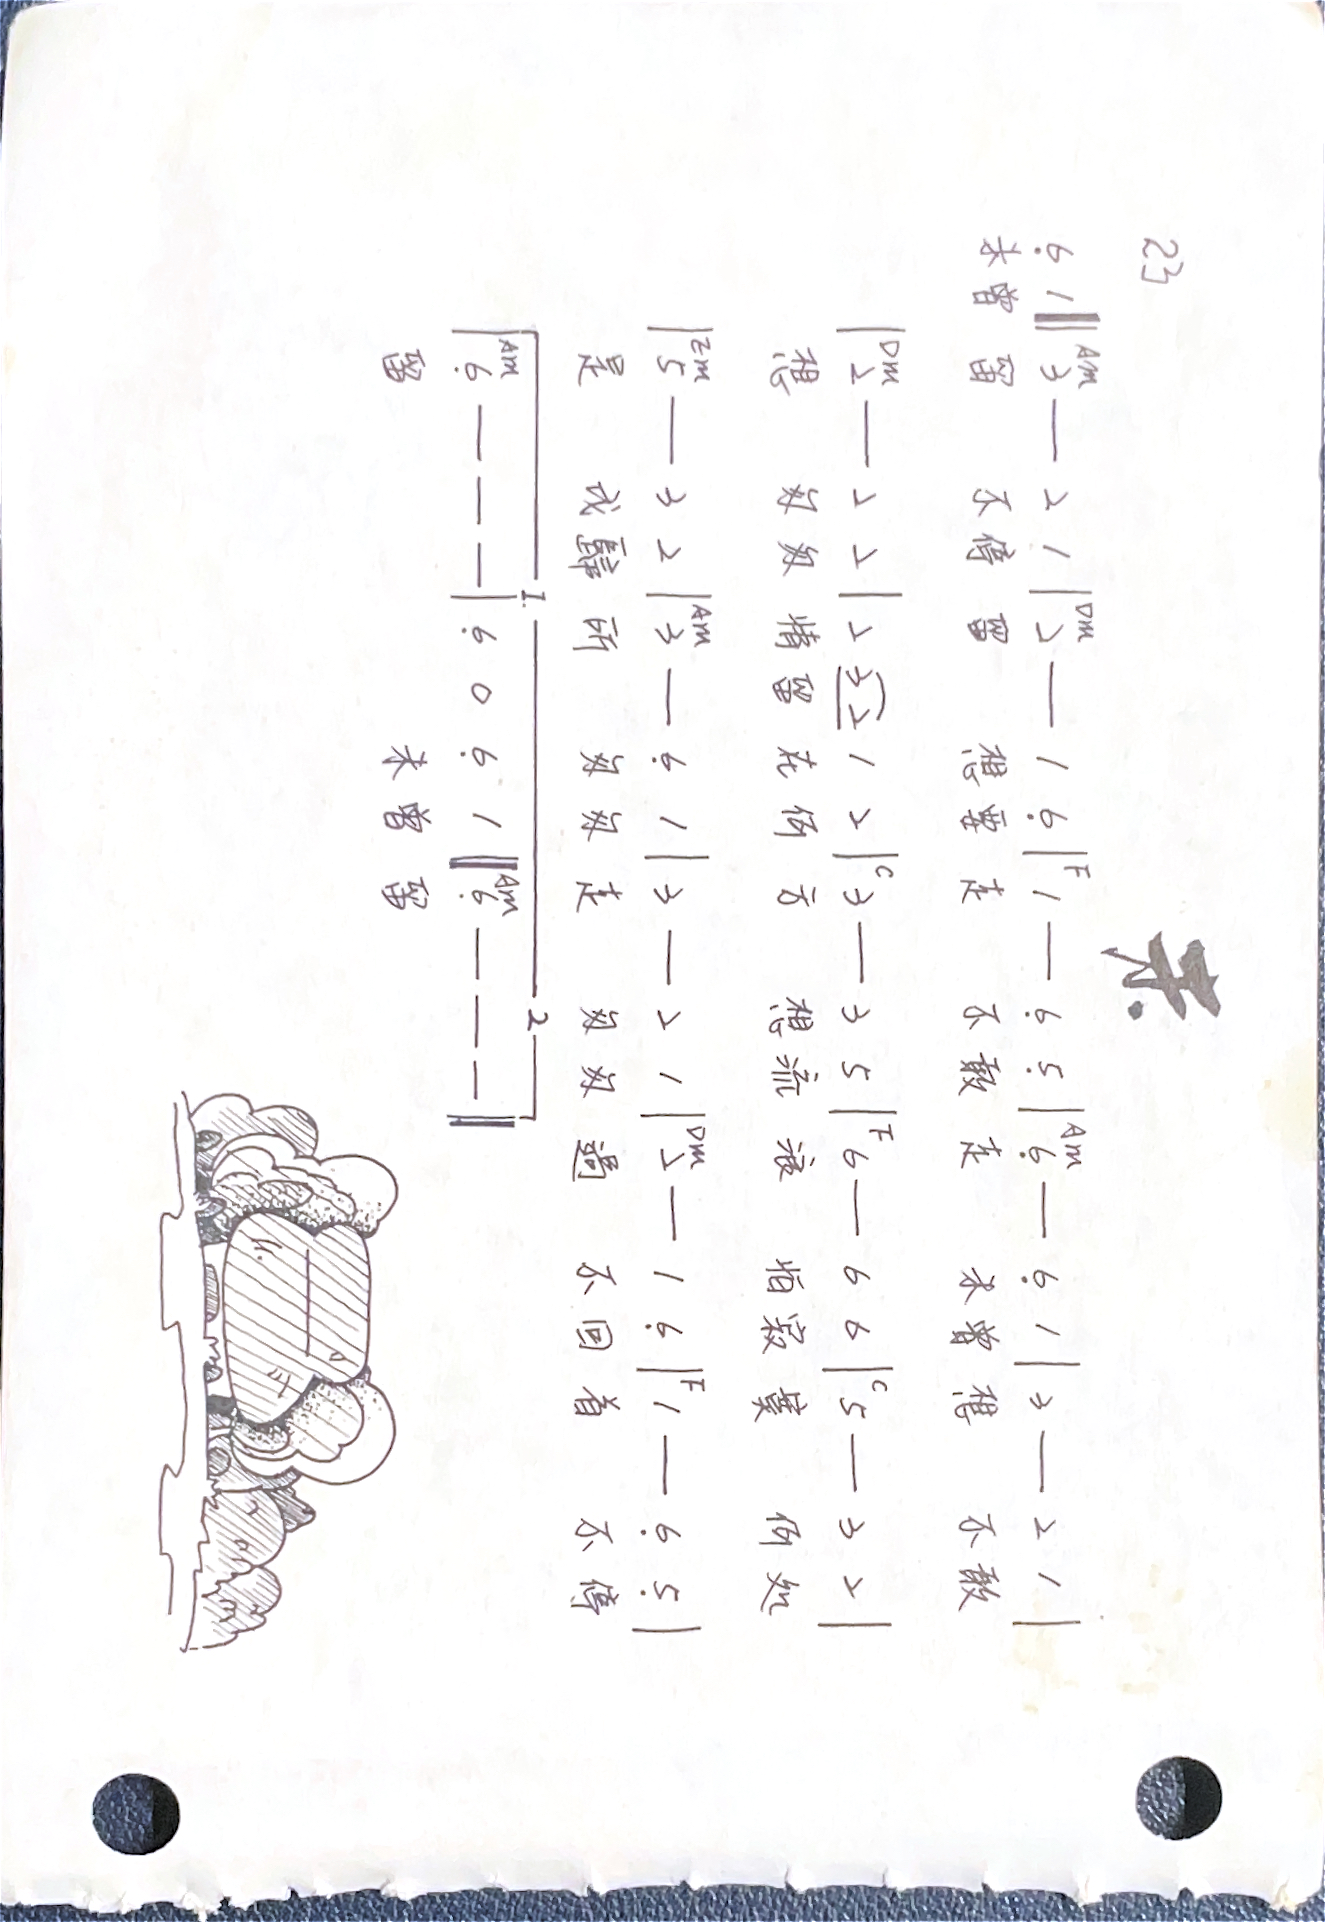 23
未
6̣ 1 ‖ Am 3 — 2 1 | Dm 2 — 1 6̣ | F 1 — 6̣ 5̣ | Am 6̣ — 6̣ 1 | 3 — 2 1 |
未曾 留 不停 留 想要 走 不敢 走 未曾 想 不敢
| Dm 2 — 2 2 | 2 3 2 1 2 | C 3 — 3 5 | F 6 — 6 6 | C 5 — 3 2 |
想 匆匆 情留在何 方 想流 浪 怕寂 寞 何処
| Em 5 — 3 2 | Am 3 — 6̣ 1 | 3 — 2 1 | Dm 2 — 1 6̣ | F 1 — 6̣ 5̣ |
是 我歸 所 匆匆 走 匆匆 過 不回 首 不停
1. 2
| Am 6̣ — — — | 6̣ 0 6̣ 1 ‖ Am 6̣ — — — ‖
留 未曾 留